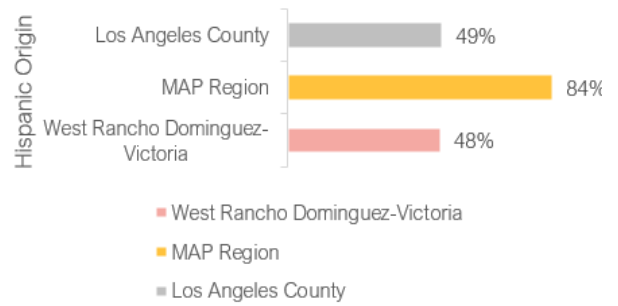 Hispanic Origin
Los Angeles County
49%
MAP Region
84%
West Rancho Dominguez-
Victoria
48%
West Rancho Dominguez-Victoria
MAP Region
Los Angeles County